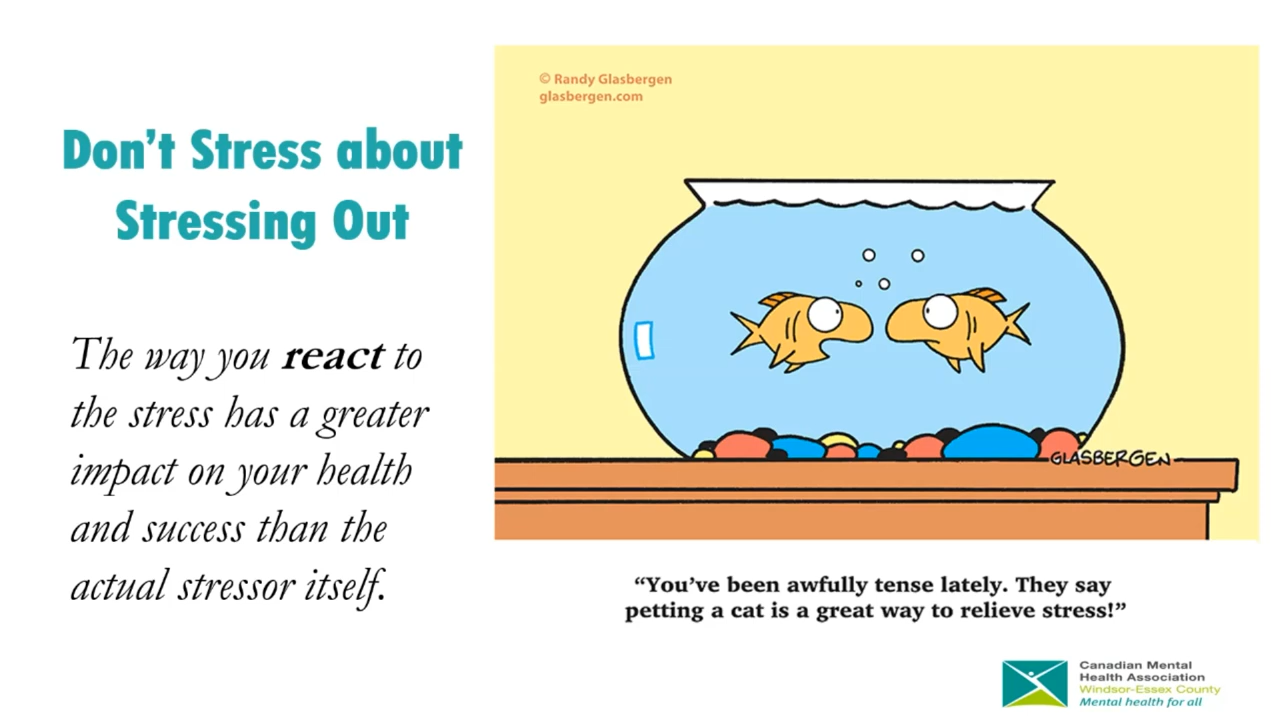 Don't Stress about
Stressing Out
The way you react to
the stress has a greater
impact on your health
and success than the
actual stressor itself.
© Randy Glasbergen
glasbergen.com
GLASBERGEN
“You've been awfully tense lately. They say
petting a cat is a great way to relieve stress!”
Canadian Mental
Health Association
Windsor-Essex County
Mental health for all